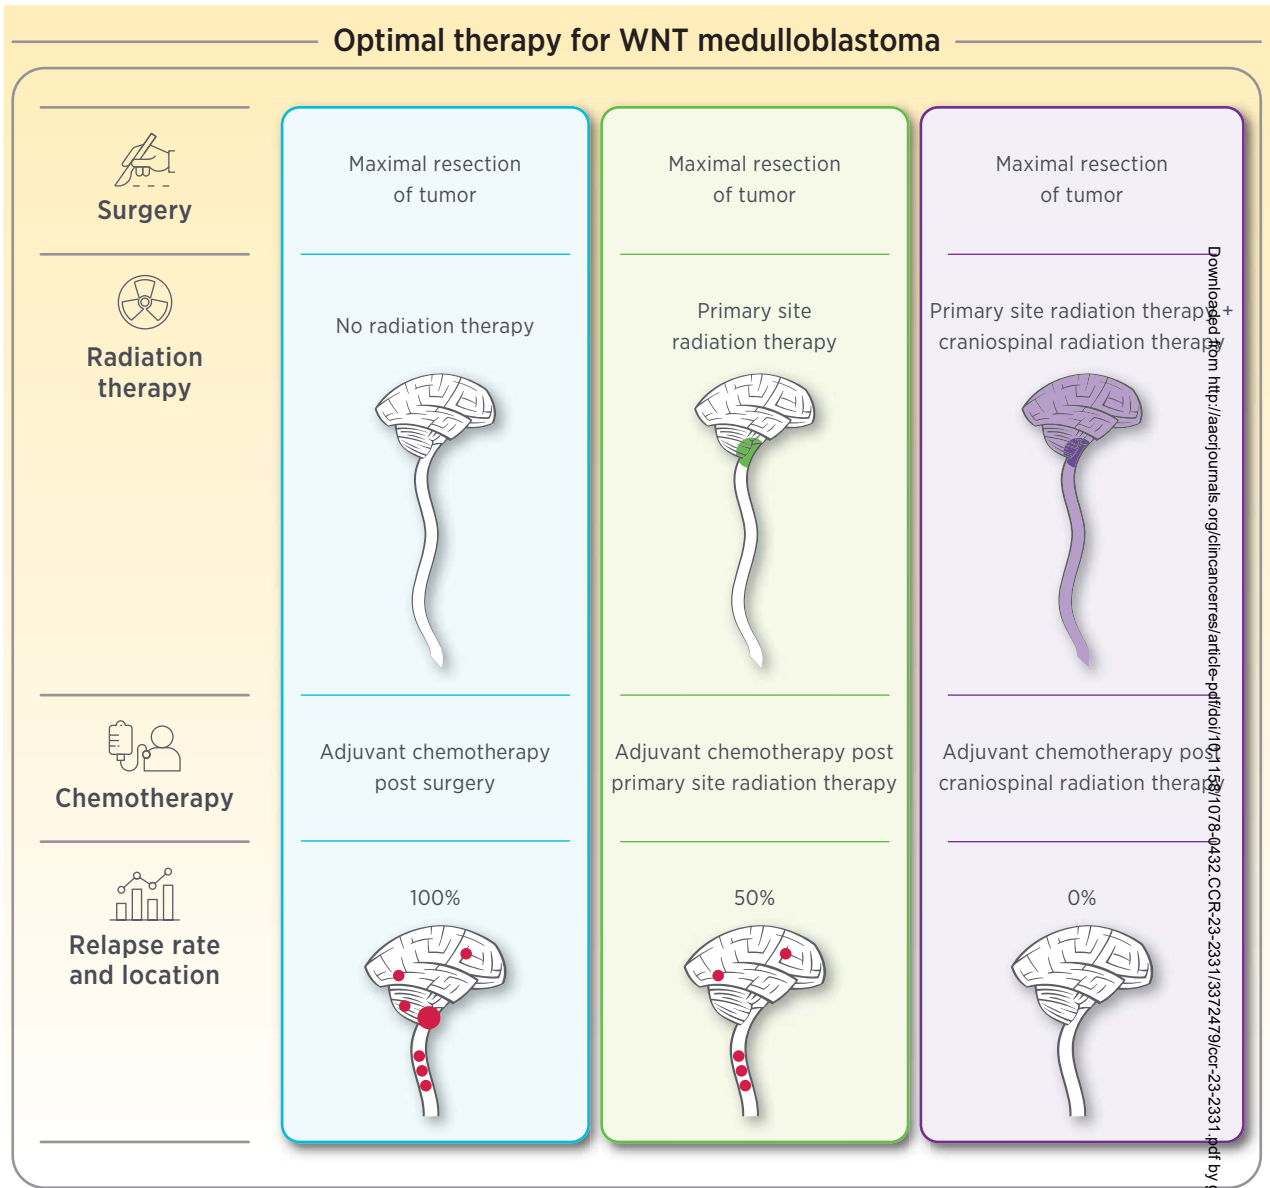 Optimal therapy for WNT medulloblastoma
Surgery
Maximal resection
of tumor
Maximal resection
of tumor
Maximal resection
of tumor
Radiation
therapy
No radiation therapy
Primary site
radiation therapy
Primary site radiation therapy +
craniospinal radiation therapy
Chemotherapy
Adjuvant chemotherapy
post surgery
Adjuvant chemotherapy post
primary site radiation therapy
Adjuvant chemotherapy post
craniospinal radiation therapy
Relapse rate
and location
100%
50%
0%
Downloaded from http://aacrjournals.org/clincancerres/article-pdf/doi/10.1158/1078-0432.CCR-23-2331/3372479/ccr-23-2331.pdf by